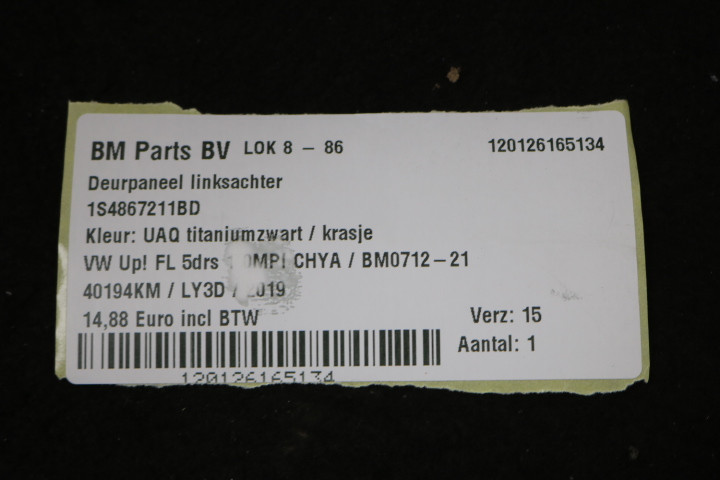 BM Parts BV LOK 8 – 86 120126165134
Deurpaneel linksachter
1S4867211BD
Kleur: UAQ titaniumzwart / krasje
VW Up! FL 5drs CHYA / BM0712–21
40194KM / LY3D / 2019
14,88 Euro incl BTW Verz: 15
Aantal: 1
120126165134